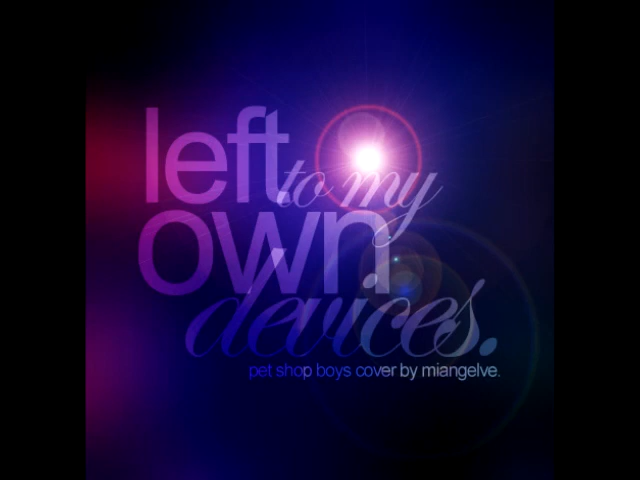 left.
to my
own
devices.
pet shop boys cover by miangelve.